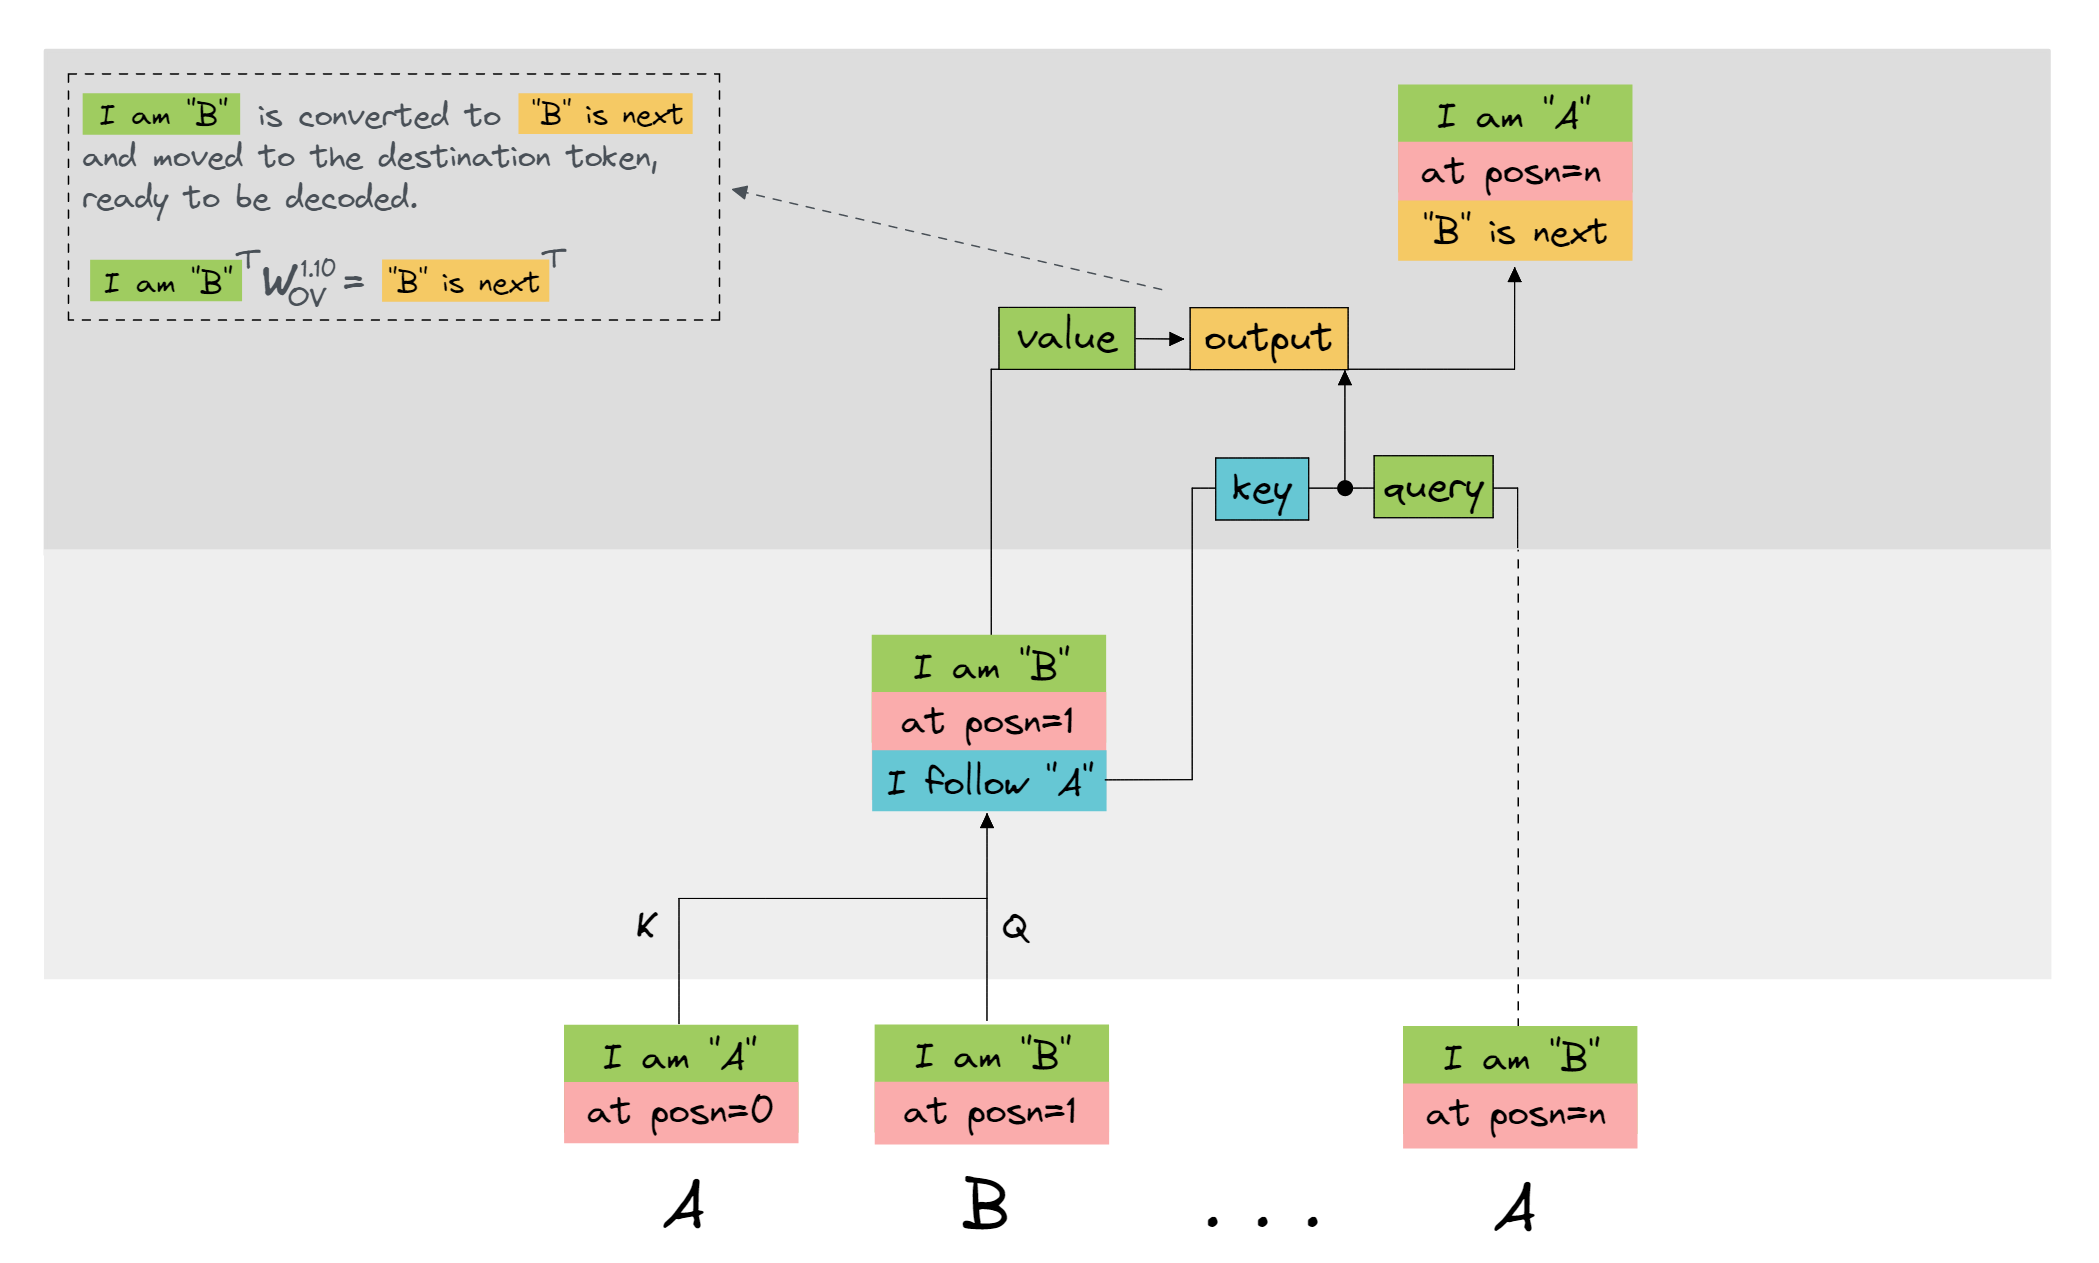 I am "B" is converted to "B" is next
and moved to the destination token,
ready to be decoded.
I am "B"ᵀ W_OV^1.10 = "B" is next ᵀ
I am "A"
at posn=n
"B" is next
value
output
key
query
I am "B"
at posn=1
I follow "A"
K
Q
I am "A"
at posn=0
I am "B"
at posn=1
I am "B"
at posn=n
A
B
...
A